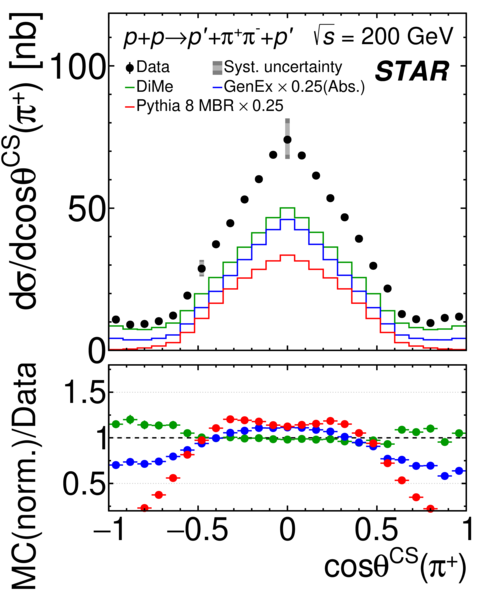 p+p→p′+π⁺π⁻+p′ √s = 200 GeV
Data Syst. uncertainty STAR
DiMe GenEx × 0.25(Abs.)
Pythia 8 MBR × 0.25
dσ/dcosθ^CS(π⁺) [nb]
100
50
0
MC(norm.)/Data
1.5
1
0.5
−1 −0.5 0 0.5 1
cosθ^CS(π⁺)